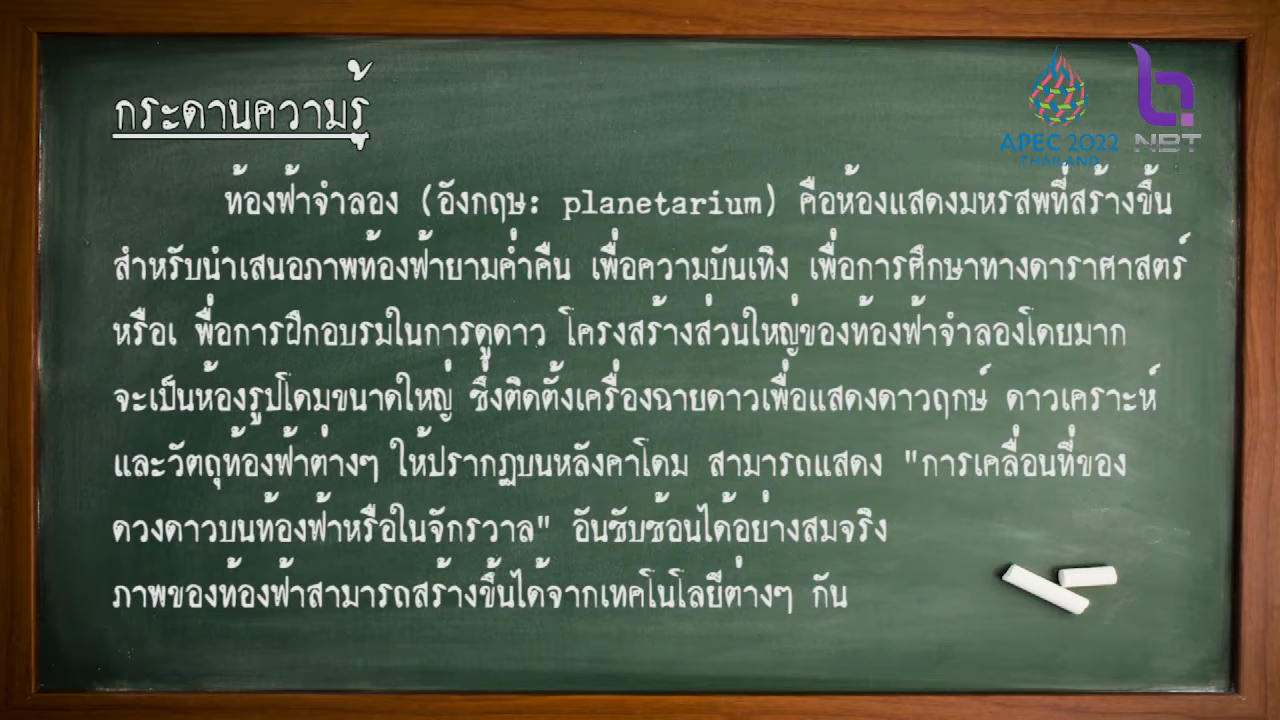 กระดานความรู้
APEC 2022
THAILAND
NBT
ท้องฟ้าจำลอง (อังกฤษ: planetarium) คือห้องแสดงมหรสพที่สร้างขึ้น
สำหรับนำเสนอภาพท้องฟ้ายามค่ำคืน เพื่อความบันเทิง เพื่อการศึกษาทางดาราศาสตร์
หรือเ พื่อการฝึกอบรมในการดูดาว โครงสร้างส่วนใหญ่ของท้องฟ้าจำลองโดยมาก
จะเป็นห้องรูปโดมขนาดใหญ่ ซึ่งติดตั้งเครื่องฉายดาวเพื่อแสดงดาวฤกษ์ ดาวเคราะห์
และวัตถุท้องฟ้าต่างๆ ให้ปรากฏบนหลังคาโดม สามารถแสดง "การเคลื่อนที่ของ
ดวงดาวบนท้องฟ้าหรือในจักรวาล" อันซับซ้อนได้อย่างสมจริง
ภาพของท้องฟ้าสามารถสร้างขึ้นได้จากเทคโนโลยีต่างๆ กัน